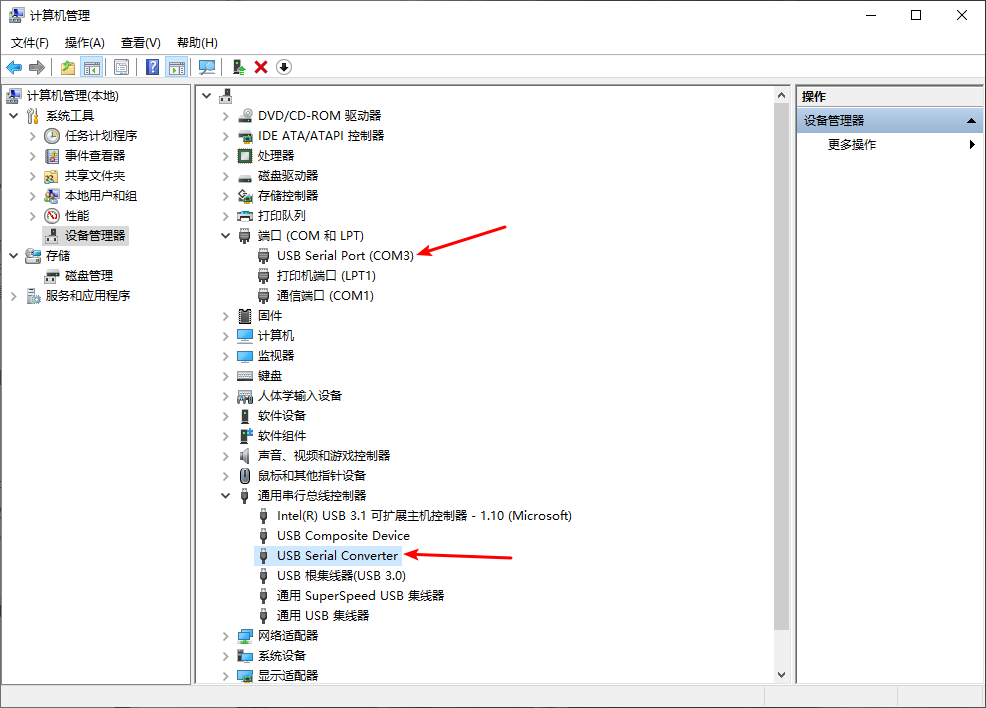 计算机管理
文件(F) 操作(A) 查看(V) 帮助(H)
计算机管理(本地)
系统工具
任务计划程序
事件查看器
共享文件夹
本地用户和组
性能
设备管理器
存储
磁盘管理
服务和应用程序
DVD/CD-ROM 驱动器
IDE ATA/ATAPI 控制器
处理器
磁盘驱动器
存储控制器
打印队列
端口 (COM 和 LPT)
USB Serial Port (COM3)
打印机端口 (LPT1)
通信端口 (COM1)
固件
计算机
监视器
键盘
人体学输入设备
软件设备
软件组件
声音、视频和游戏控制器
鼠标和其他指针设备
通用串行总线控制器
Intel(R) USB 3.1 可扩展主机控制器 - 1.10 (Microsoft)
USB Composite Device
USB Serial Converter
USB 根集线器(USB 3.0)
通用 SuperSpeed USB 集线器
通用 USB 集线器
网络适配器
系统设备
显示适配器
操作
设备管理器
更多操作